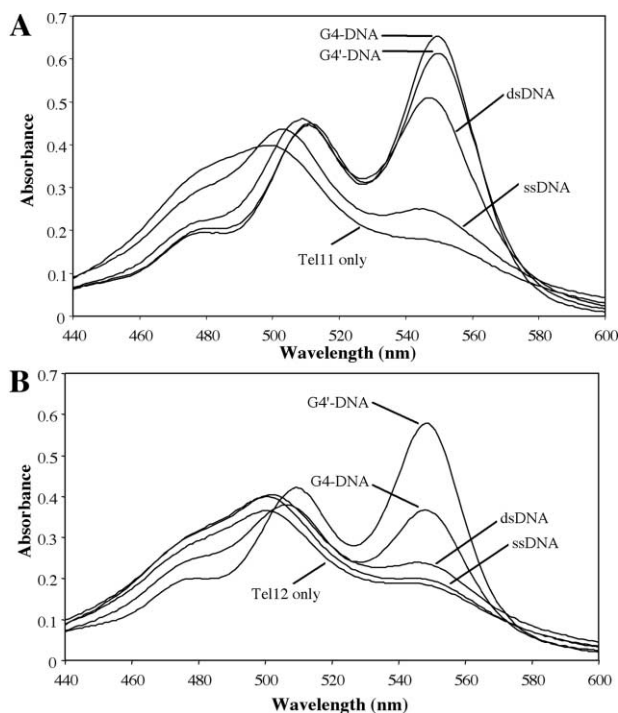 A
0.7
0.6
0.5
0.4
0.3
0.2
0.1
0
Absorbance
G4-DNA
G4'-DNA
dsDNA
ssDNA
Tel11 only
440 460 480 500 520 540 560 580 600
Wavelength (nm)
B
0.7
0.6
0.5
0.4
0.3
0.2
0.1
0
Absorbance
G4'-DNA
G4-DNA
dsDNA
ssDNA
Tel12 only
440 460 480 500 520 540 560 580 600
Wavelength (nm)